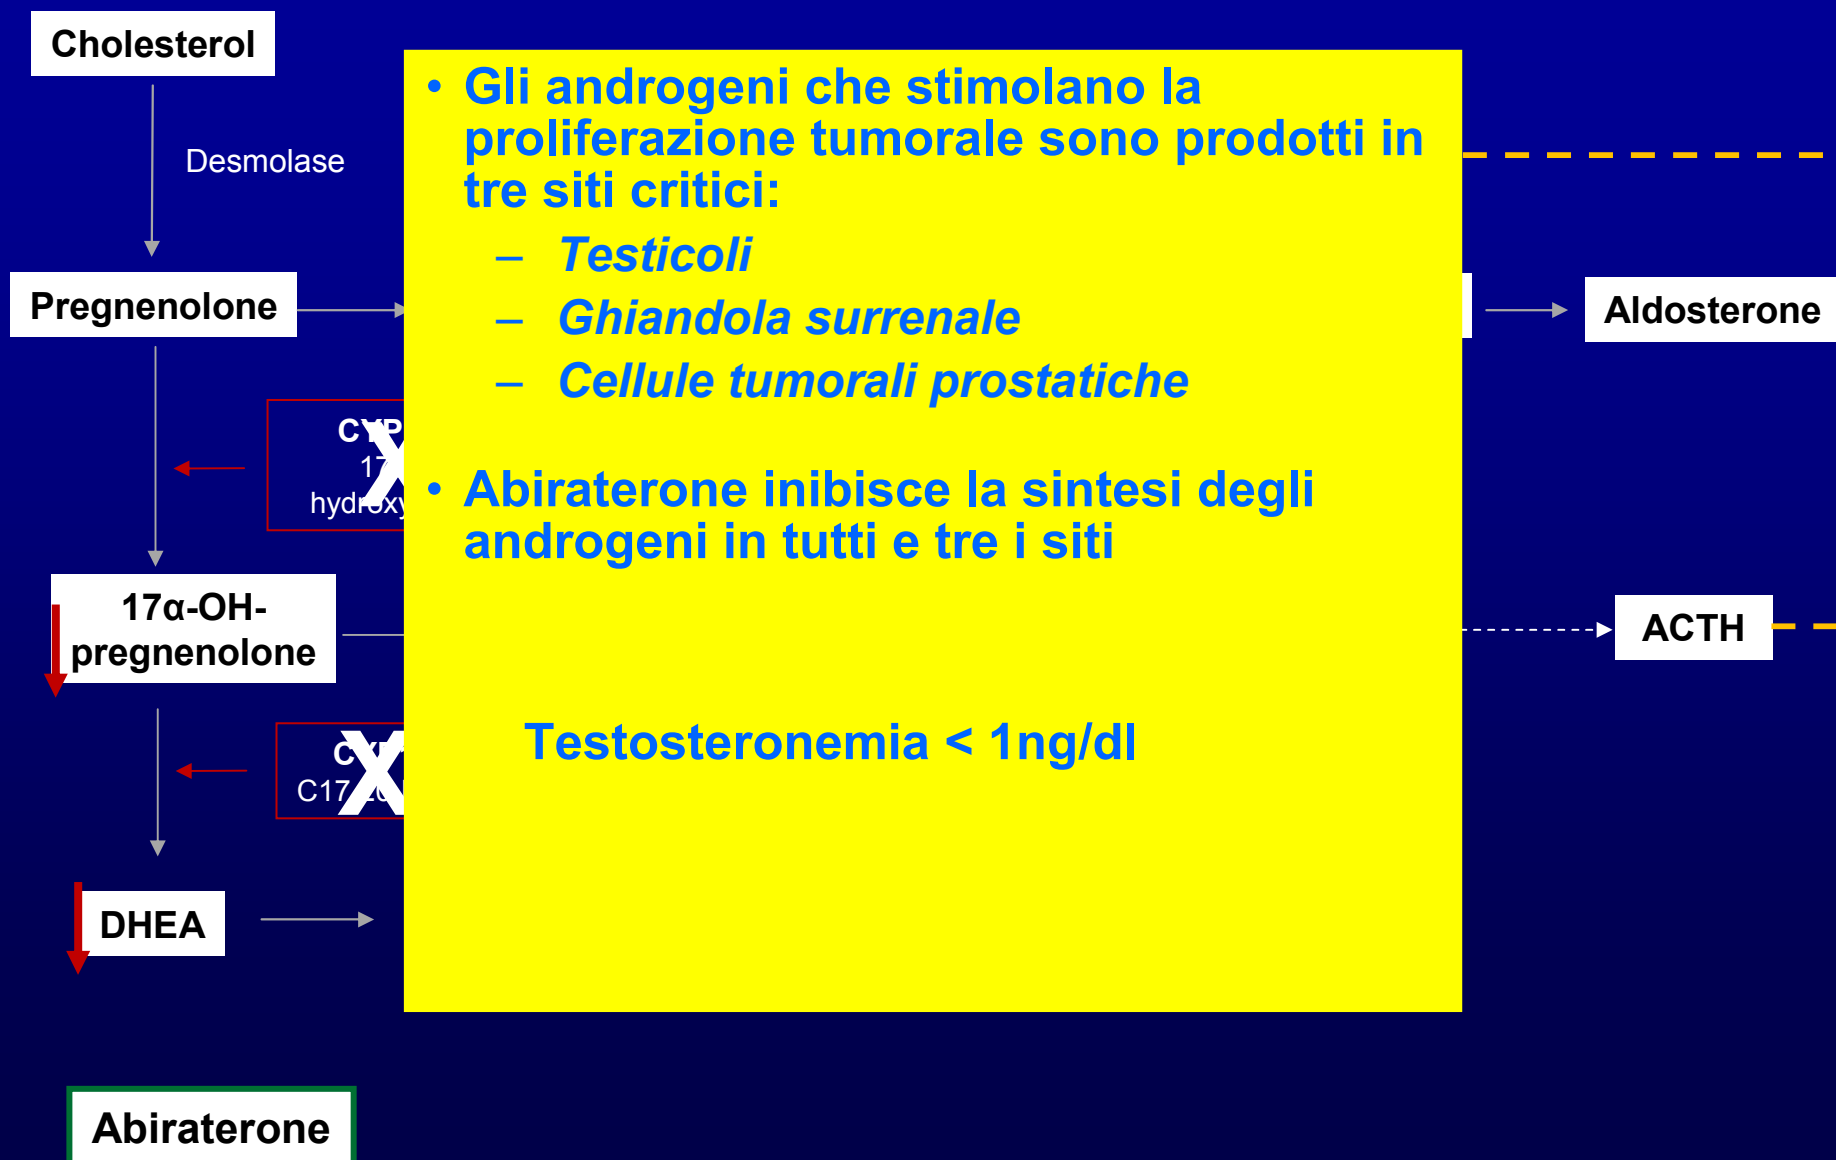 Cholesterol
Desmolase
Pregnenolone
• Gli androgeni che stimolano la
proliferazione tumorale sono prodotti in
tre siti critici:
– Testicoli
– Ghiandola surrenale
– Cellule tumorali prostatiche
• Abiraterone inibisce la sintesi degli
androgeni in tutti e tre i siti
Testosteronemia < 1ng/dl
Aldosterone
X
17α-OH-
pregnenolone
ACTH
X
DHEA
Abiraterone